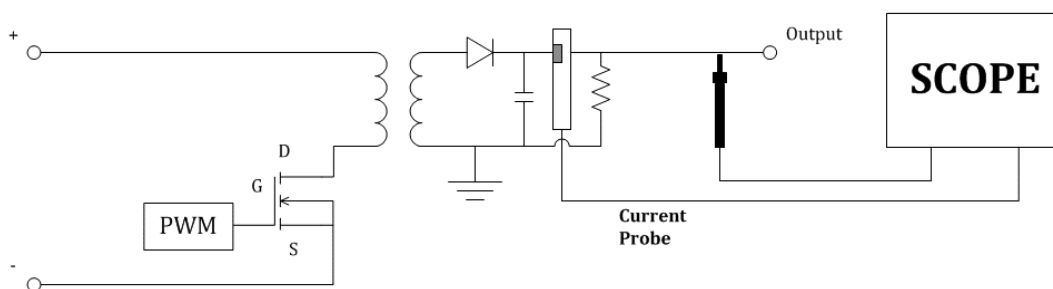 +
Output
SCOPE
D
G
PWM
S
Current
Probe
-